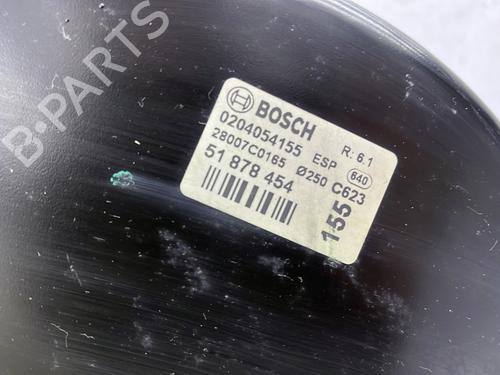 B-PARTS
BOSCH R: 6.1
0204054155 ESP 640
28007C0165 Ø250 C623
51 878 454
155